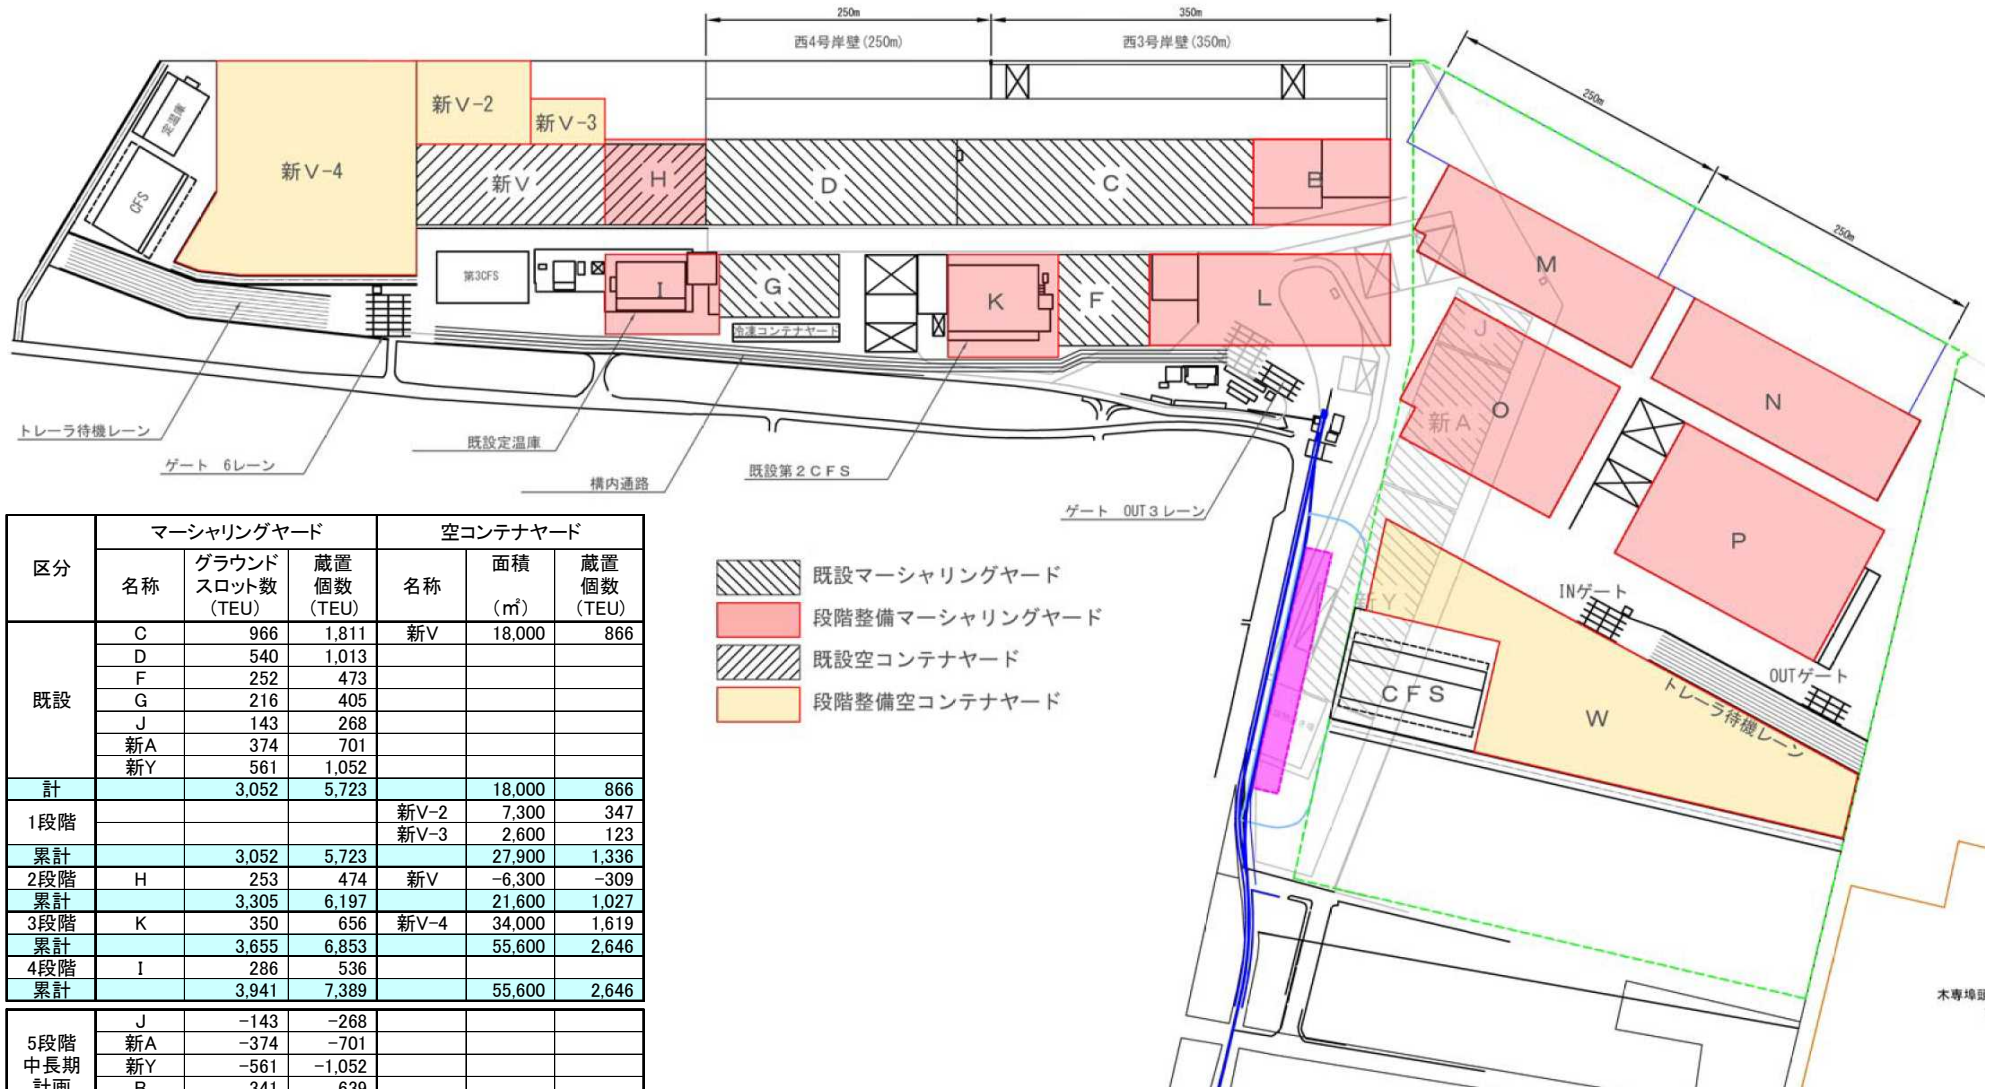 250m
350m
西4号岸壁(250m)
西3号岸壁(350m)
250m
250m
定温庫
CFS
新V-4
新V-2
新V-3
新V
H
D
C
B
第3CFS
I
G
冷凍コンテナヤード
K
F
L
M
J
N
O
新A
P
新Y
INゲート
OUTゲート
トレーラ待機レーン
CFS
W
トレーラ待機レーン
ゲート 6レーン
既設定温庫
構内通路
既設第2CFS
ゲート OUT3レーン
既設マーシャリングヤード
段階整備マーシャリングヤード
既設空コンテナヤード
段階整備空コンテナヤード
区分 マーシャリングヤード 空コンテナヤード
名称 グラウンドスロット数(TEU) 蔵置個数(TEU) 名称 面積(㎡) 蔵置個数(TEU)
既設 C 966 1,811 新V 18,000 866
D 540 1,013
F 252 473
G 216 405
J 143 268
新A 374 701
新Y 561 1,052
計 3,052 5,723 18,000 866
1段階 新V-2 7,300 347
新V-3 2,600 123
累計 3,052 5,723 27,900 1,336
2段階 H 253 474 新V -6,300 -309
累計 3,305 6,197 21,600 1,027
3段階 K 350 656 新V-4 34,000 1,619
累計 3,655 6,853 55,600 2,646
4段階 I 286 536
累計 3,941 7,389 55,600 2,646
5段階中長期計画 J -143 -268
新A -374 -701
新Y -561 -1,052
B 341 639
木専埠頭